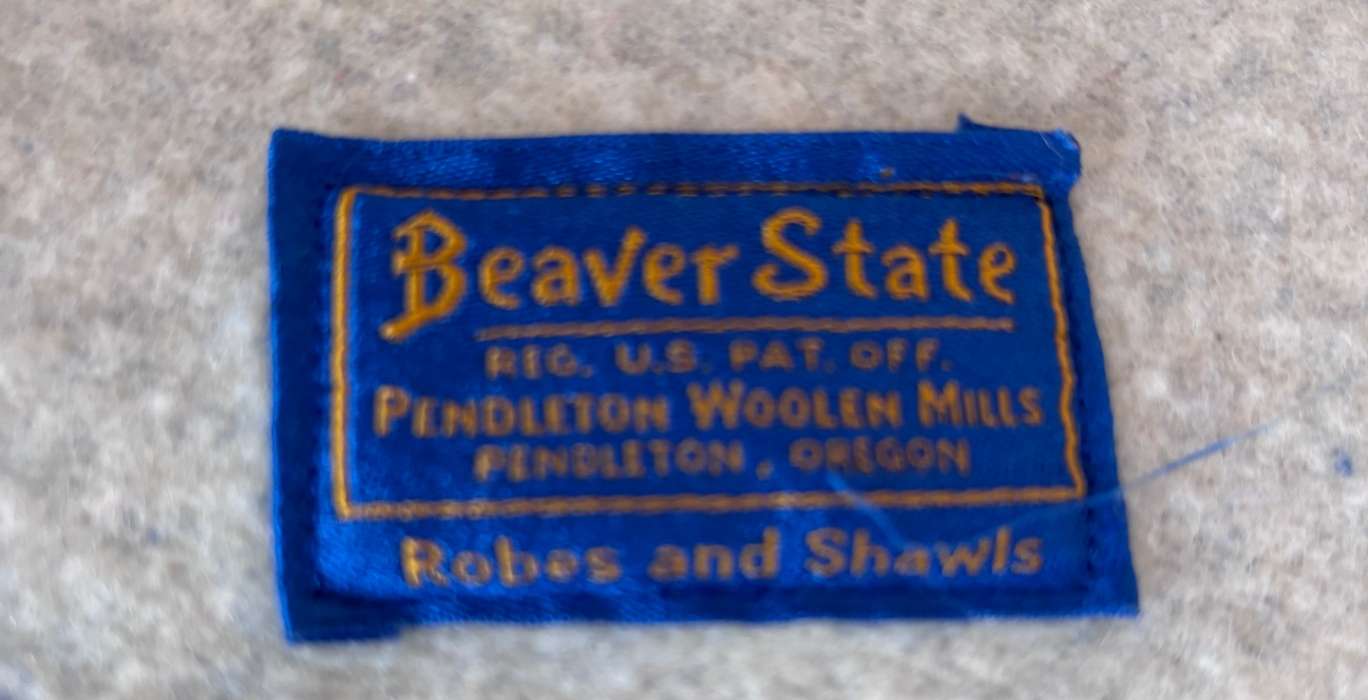 Beaver State
REG. U.S. PAT. OFF.
PENDLETON WOOLEN MILLS
PENDLETON, OREGON
Robes and Shawls